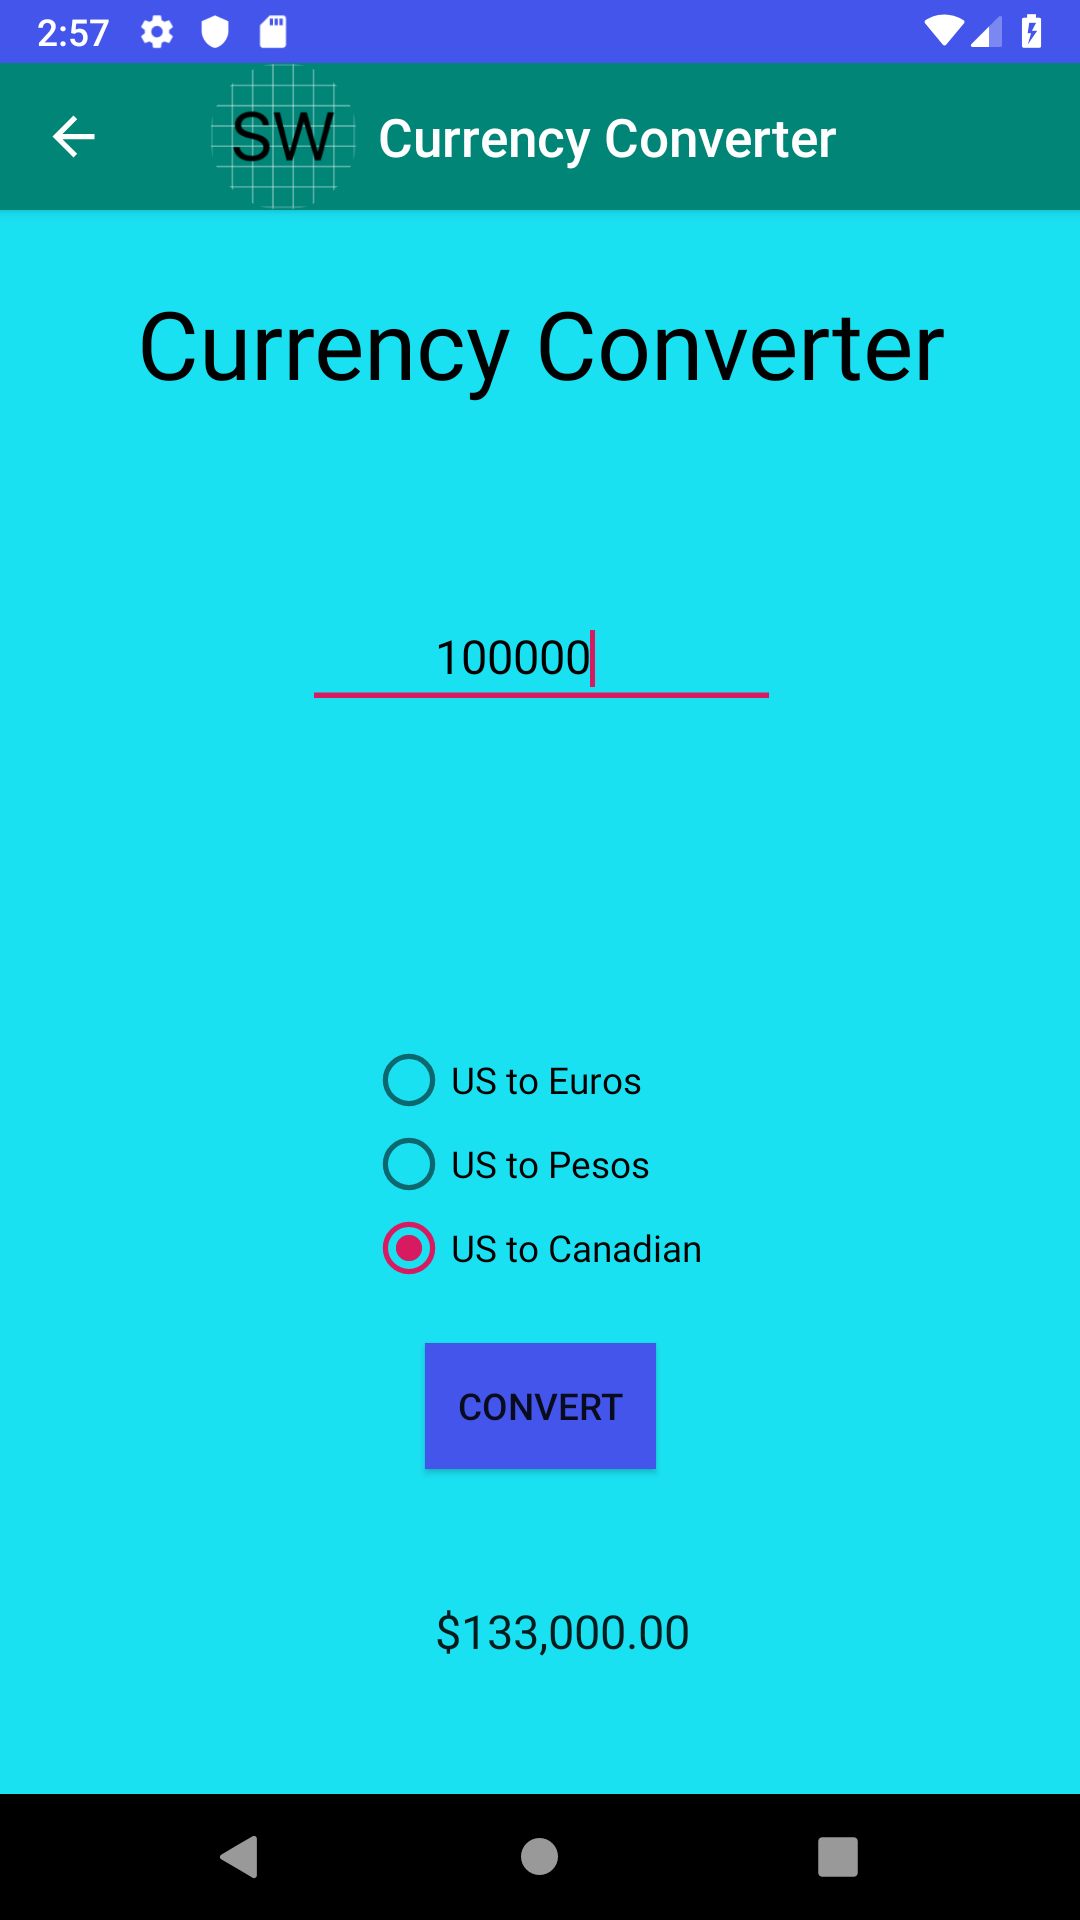 2:57
SW Currency Converter
Currency Converter
100000
US to Euros
US to Pesos
US to Canadian
CONVERT
$133,000.00